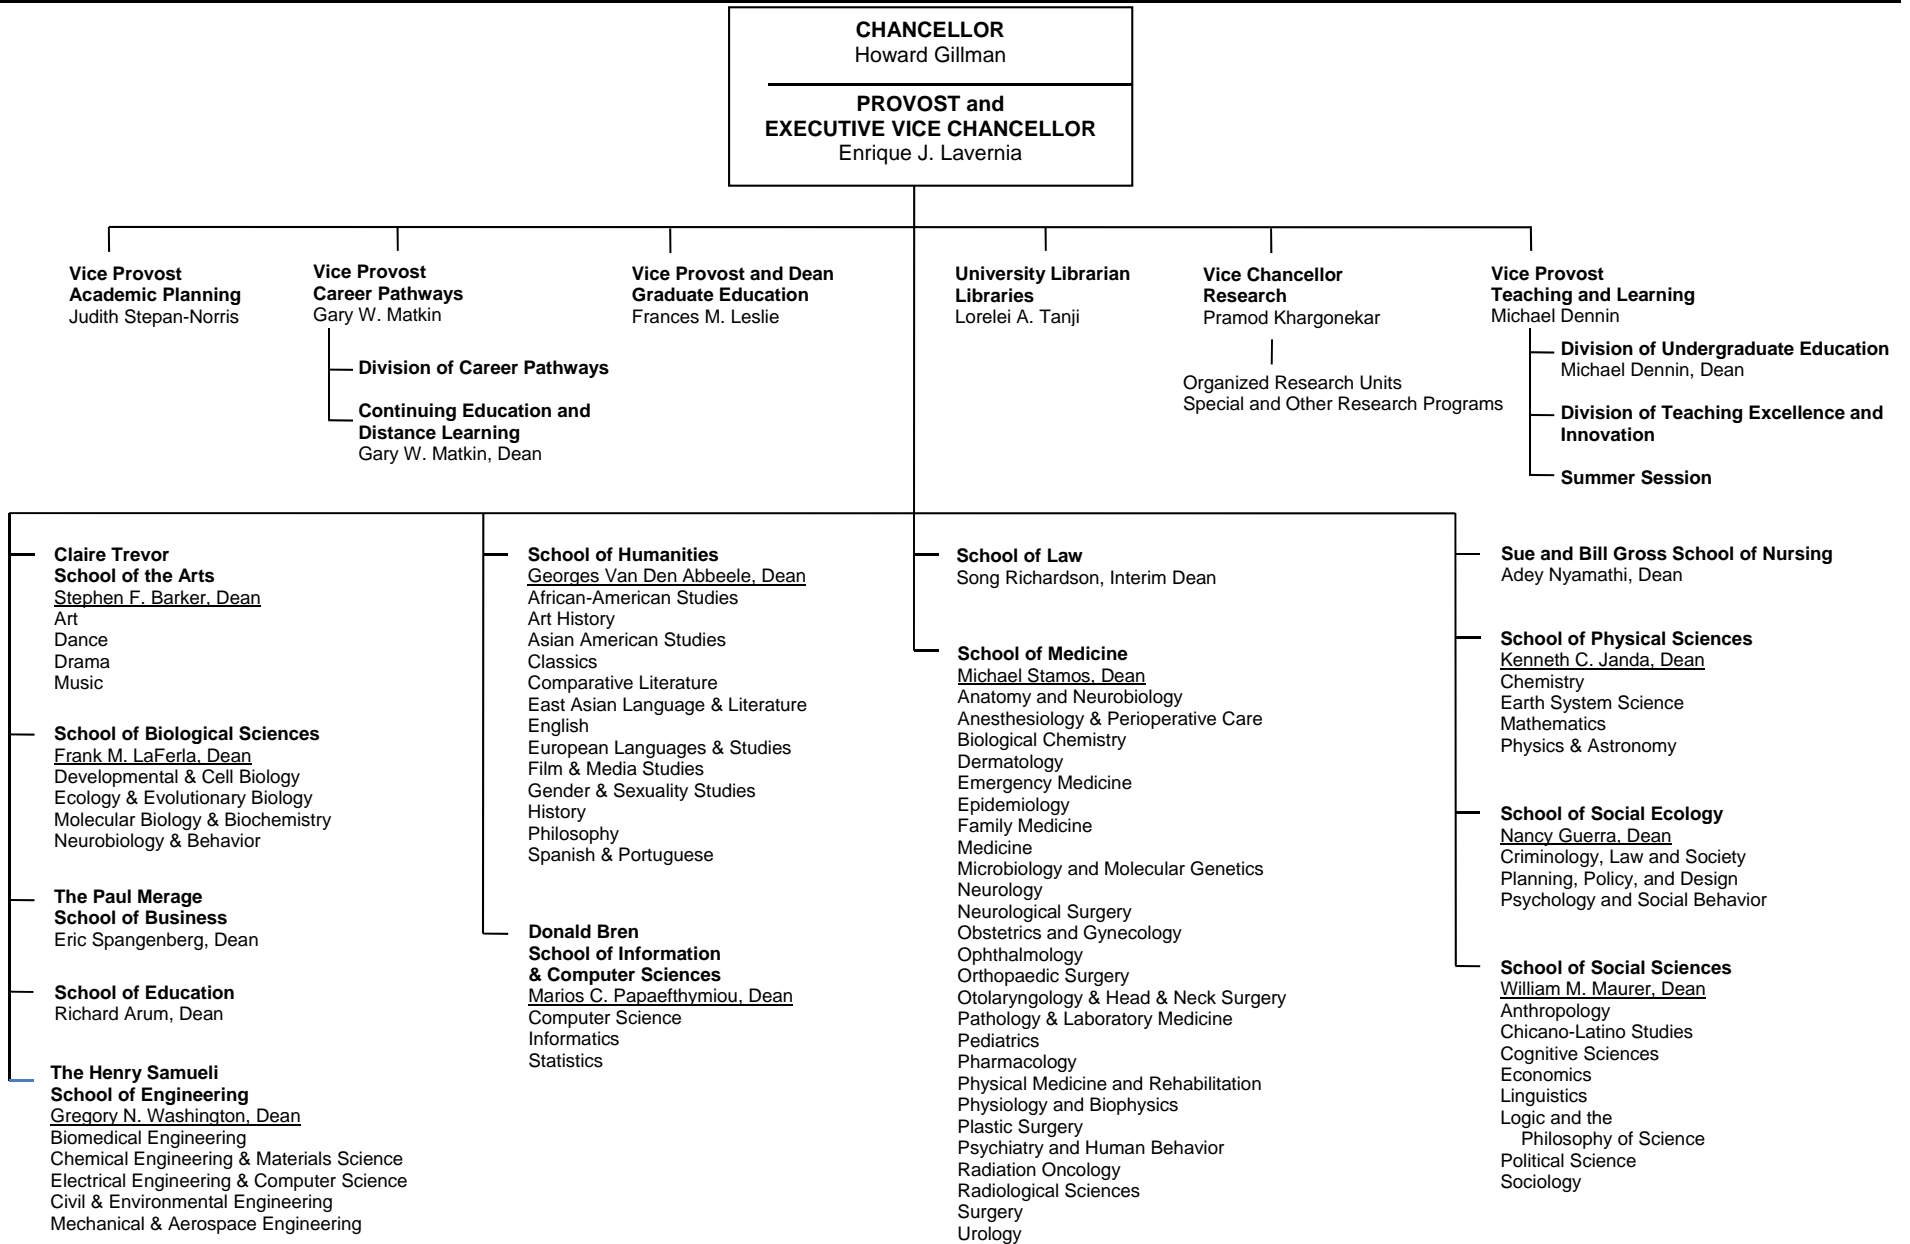 CHANCELLOR
Howard Gillman
PROVOST and
EXECUTIVE VICE CHANCELLOR
Enrique J. Lavernia
Vice Provost
Academic Planning
Judith Stepan-Norris
Vice Provost
Career Pathways
Gary W. Matkin
Division of Career Pathways
Continuing Education and
Distance Learning
Gary W. Matkin, Dean
Vice Provost and Dean
Graduate Education
Frances M. Leslie
University Librarian
Libraries
Lorelei A. Tanji
Vice Chancellor
Research
Pramod Khargonekar
Organized Research Units
Special and Other Research Programs
Vice Provost
Teaching and Learning
Michael Dennin
Division of Undergraduate Education
Michael Dennin, Dean
Division of Teaching Excellence and
Innovation
Summer Session
Claire Trevor
School of the Arts
Stephen F. Barker, Dean
Art
Dance
Drama
Music
School of Biological Sciences
Frank M. LaFerla, Dean
Developmental & Cell Biology
Ecology & Evolutionary Biology
Molecular Biology & Biochemistry
Neurobiology & Behavior
The Paul Merage
School of Business
Eric Spangenberg, Dean
School of Education
Richard Arum, Dean
The Henry Samueli
School of Engineering
Gregory N. Washington, Dean
Biomedical Engineering
Chemical Engineering & Materials Science
Electrical Engineering & Computer Science
Civil & Environmental Engineering
Mechanical & Aerospace Engineering
School of Humanities
Georges Van Den Abbeele, Dean
African-American Studies
Art History
Asian American Studies
Classics
Comparative Literature
East Asian Language & Literature
English
European Languages & Studies
Film & Media Studies
Gender & Sexuality Studies
History
Philosophy
Spanish & Portuguese
Donald Bren
School of Information
& Computer Sciences
Marios C. Papaefthymiou, Dean
Computer Science
Informatics
Statistics
School of Law
Song Richardson, Interim Dean
School of Medicine
Michael Stamos, Dean
Anatomy and Neurobiology
Anesthesiology & Perioperative Care
Biological Chemistry
Dermatology
Emergency Medicine
Epidemiology
Family Medicine
Medicine
Microbiology and Molecular Genetics
Neurology
Neurological Surgery
Obstetrics and Gynecology
Ophthalmology
Orthopaedic Surgery
Otolaryngology & Head & Neck Surgery
Pathology & Laboratory Medicine
Pediatrics
Pharmacology
Physical Medicine and Rehabilitation
Physiology and Biophysics
Plastic Surgery
Psychiatry and Human Behavior
Radiation Oncology
Radiological Sciences
Surgery
Urology
Sue and Bill Gross School of Nursing
Adey Nyamathi, Dean
School of Physical Sciences
Kenneth C. Janda, Dean
Chemistry
Earth System Science
Mathematics
Physics & Astronomy
School of Social Ecology
Nancy Guerra, Dean
Criminology, Law and Society
Planning, Policy, and Design
Psychology and Social Behavior
School of Social Sciences
William M. Maurer, Dean
Anthropology
Chicano-Latino Studies
Cognitive Sciences
Economics
Linguistics
Logic and the
Philosophy of Science
Political Science
Sociology